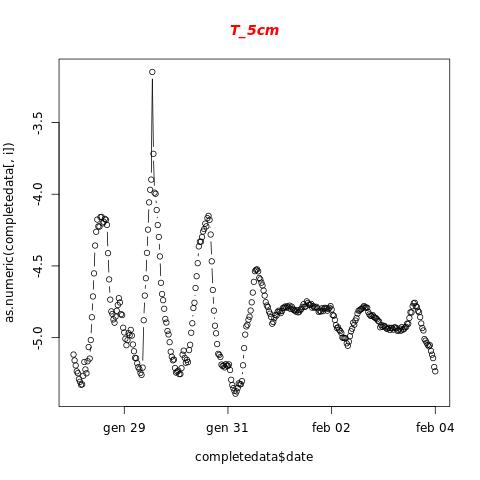 T_5cm
as.numeric(completedata[, i])
-3.5
-4.0
-4.5
-5.0
gen 29
gen 31
feb 02
feb 04
completedata$date